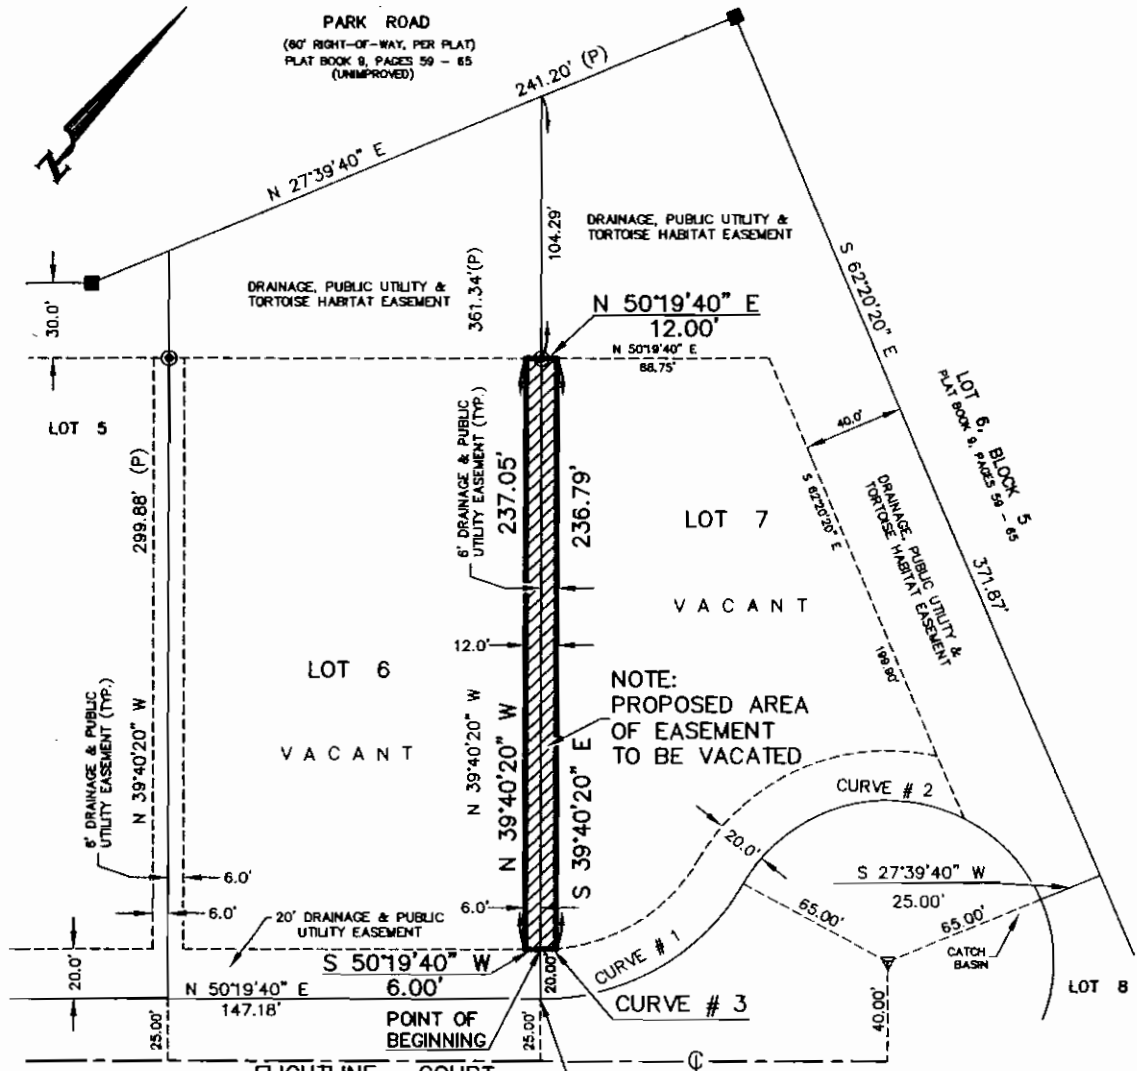 PARK ROAD
(60' RIGHT-OF-WAY, PER PLAT)
PLAT BOOK 9, PAGES 59 - 65
(UNIMPROVED)
N
241.20' (P)
N 27°39'40" E
30.0'
DRAINAGE, PUBLIC UTILITY &
TORTOISE HABITAT EASEMENT
361.34'(P)
104.29'
DRAINAGE, PUBLIC UTILITY &
TORTOISE HABITAT EASEMENT
S 62°20'20" E
N 50°19'40" E
12.00'
N 50°19'40" E
68.75'
LOT 5
299.88' (P)
6' DRAINAGE & PUBLIC
UTILITY EASEMENT (TYP.)
237.05'
236.79'
LOT 7
VACANT
40.0'
S 62°20'20" E
DRAINAGE, PUBLIC UTILITY &
TORTOISE HABITAT EASEMENT
LOT 6, BLOCK 5
PLAT BOOK 9, PAGES 59 - 65
371.87'
199.90'
12.0'
LOT 6
VACANT
NOTE:
PROPOSED AREA
OF EASEMENT
TO BE VACATED
6' DRAINAGE & PUBLIC
UTILITY EASEMENT (TYP.)
N 39°40'20" W
N 39°40'20" W
N 39°40'20" W
S 39°40'20" E
CURVE # 2
20.0'
S 27°39'40" W
25.00'
6.0'
6.0'
6.0'
20' DRAINAGE & PUBLIC
UTILITY EASEMENT
65.00'
65.00'
CATCH
BASIN
CURVE # 1
S 50°19'40" W
6.00'
20.00'
20.0'
N 50°19'40" E
147.18'
CURVE # 3
LOT 8
40.00'
POINT OF
BEGINNING
25.00'
25.00'
COURT